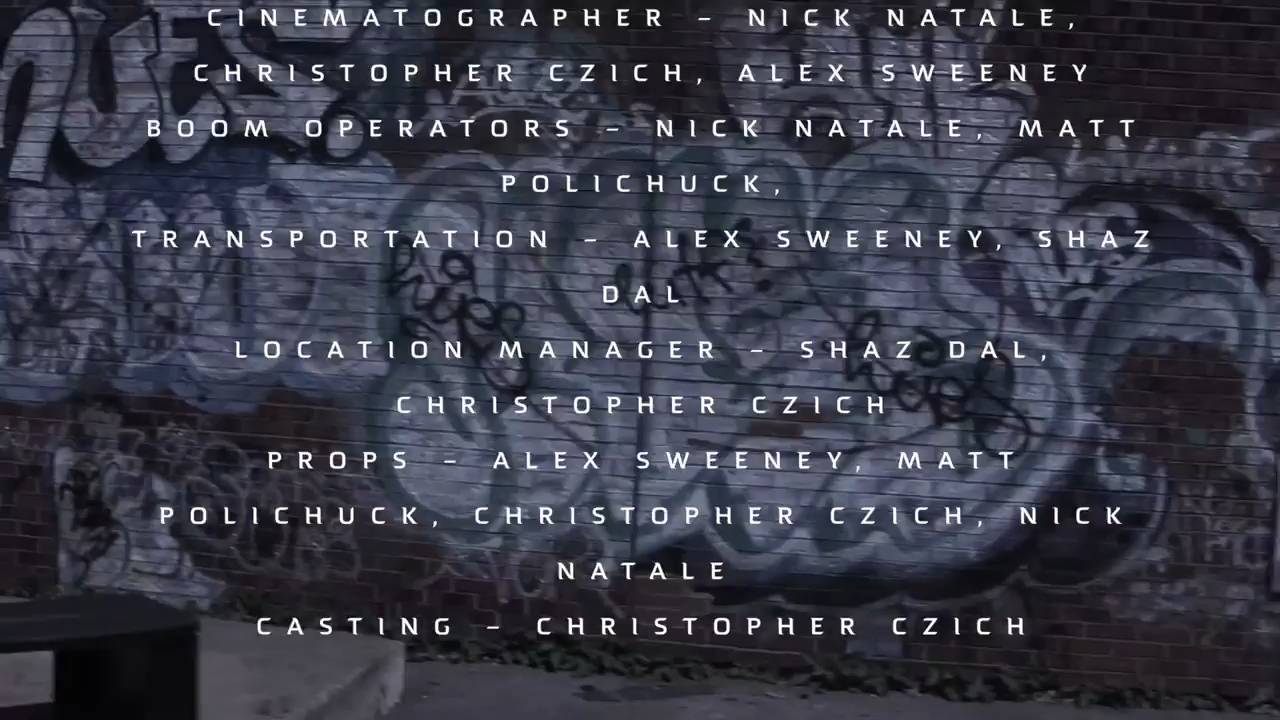 CINEMATOGRAPHER – NICK NATALE,
CHRISTOPHER CZICH, ALEX SWEENEY
BOOM OPERATORS – NICK NATALE, MATT
POLICHUCK,
TRANSPORTATION – ALEX SWEENEY, SHAZ
DAL
LOCATION MANAGER – SHAZ DAL,
CHRISTOPHER CZICH
PROPS – ALEX SWEENEY, MATT
POLICHUCK, CHRISTOPHER CZICH, NICK
NATALE
CASTING – CHRISTOPHER CZICH